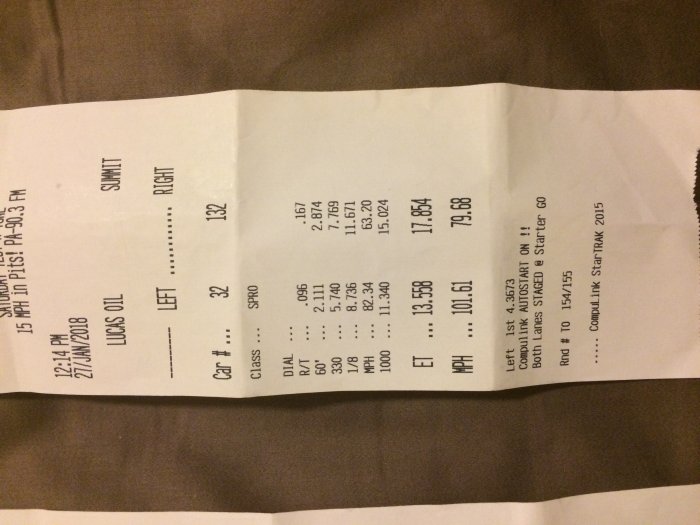 15 MPH in Pits! PA-90.3 FM
12:14 PM
27/JAN/2018
LUCAS OIL SUMMIT
--------- LEFT ............. RIGHT
Car # ... 32 132
Class ... SPRO
DIAL ...
R/T ... .096 .167
60' ... 2.111 2.874
330 ... 5.740 7.769
1/8 ... 8.736 11.671
MPH ... 82.34 63.20
1000 ... 11.340 15.024
ET ... 13.558 17.854
MPH ... 101.61 79.68
Left 1st 4.3673
Compulink AUTOSTART ON !!
Both Lanes STAGED @ Starter GO
Rnd # TO 154/155
..... CompuLink StarTRAK 2015